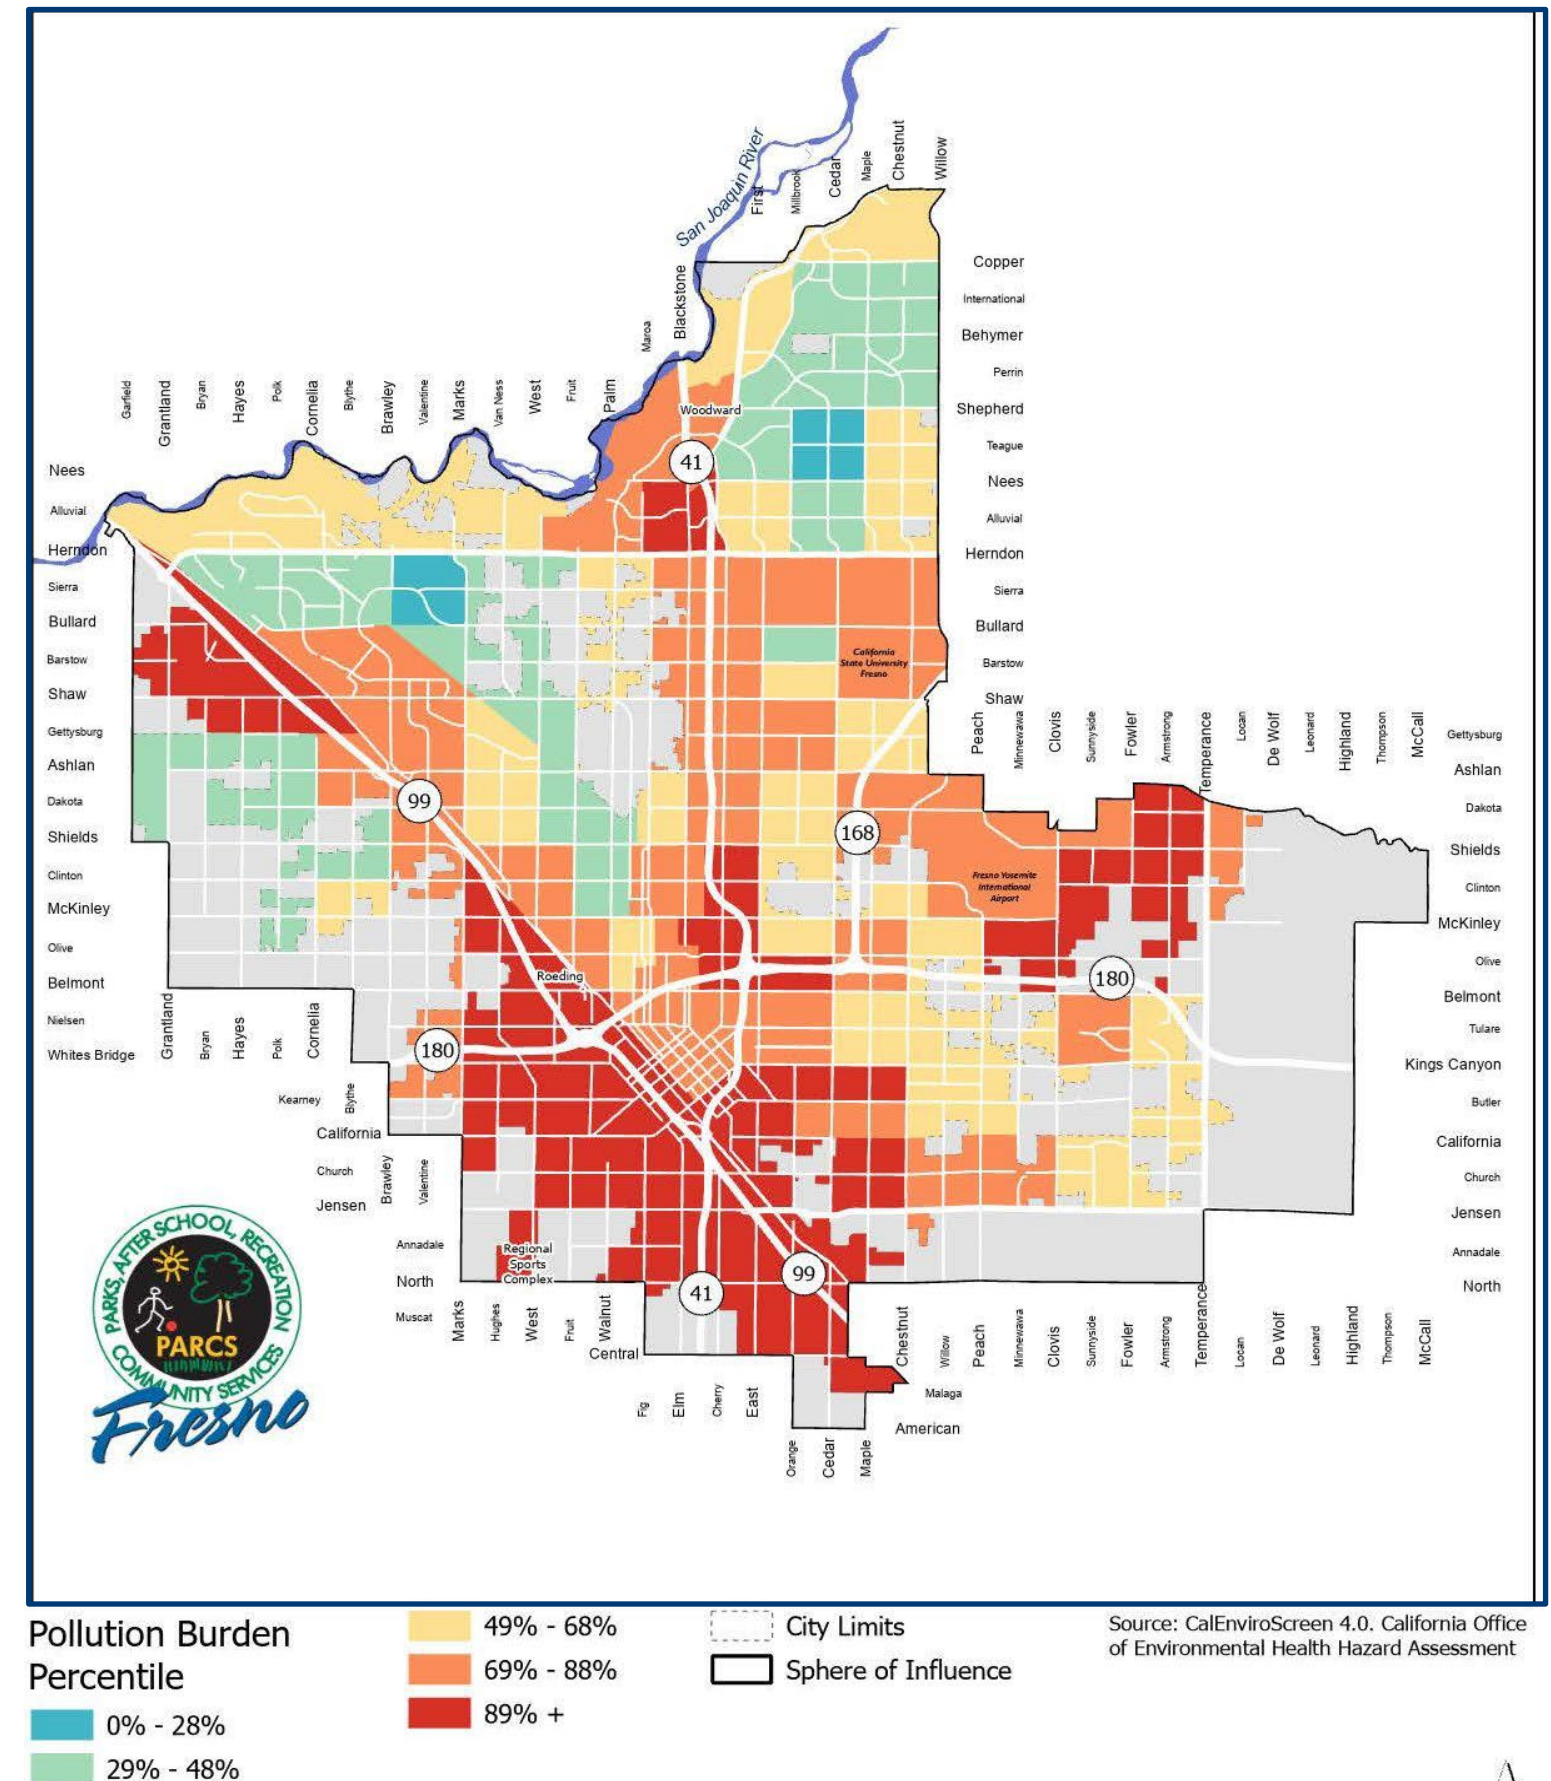 San Joaquin River
First
Millbrook
Cedar
Maple
Chestnut
Willow
Maroa
Blackstone
Copper
International
Behymer
Perrin
Shepherd
Teague
Nees
Alluvial
Herndon
Sierra
Bullard
Barstow
Shaw
Garfield
Grantland
Bryan
Hayes
Polk
Cornelia
Blythe
Brawley
Valentine
Marks
Van Ness
West
Fruit
Palm
Woodward
41
Nees
Alluvial
Herndon
Sierra
Bullard
Barstow
Shaw
Gettysburg
Ashlan
Dakota
Shields
Clinton
McKinley
Olive
Belmont
Nielsen
Whites Bridge
California
State University
Fresno
Peach
Minnewawa
Clovis
Sunnyside
Fowler
Armstrong
Temperance
Locan
De Wolf
Leonard
Highland
Thompson
McCall
Gettysburg
Ashlan
Dakota
Shields
Clinton
McKinley
Olive
Belmont
Tulare
Kings Canyon
Butler
California
Church
Jensen
Annadale
North
99
168
Fresno Yosemite
International
Airport
Roeding
180
180
Grantland
Bryan
Hayes
Polk
Cornelia
Kearney
Blythe
California
Church
Brawley
Valentine
Jensen
Annadale
North
Muscat
Regional
Sports
Complex
41
99
Marks
Hughes
West
Fruit
Walnut
Central
Fig
Elm
Cherry
East
Orange
Cedar
Maple
Chestnut
Willow
Peach
Minnewawa
Clovis
Sunnyside
Fowler
Armstrong
Temperance
Locan
De Wolf
Leonard
Highland
Thompson
McCall
Malaga
American
PARKS, AFTER SCHOOL, RECREATION
COMMUNITY SERVICES
PARCS
Fresno
Pollution Burden
Percentile
0% - 28%
29% - 48%
49% - 68%
69% - 88%
89% +
City Limits
Sphere of Influence
Source: CalEnviroScreen 4.0. California Office
of Environmental Health Hazard Assessment